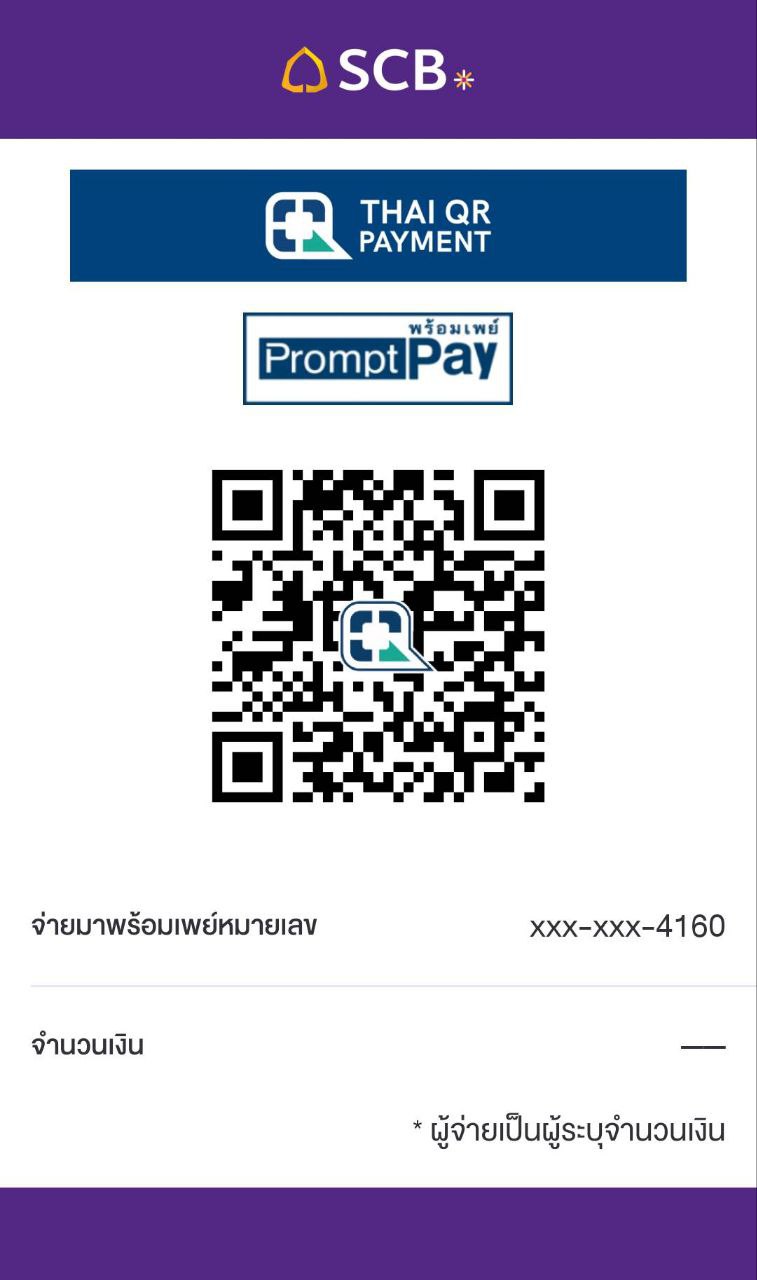 SCB
THAI QR
PAYMENT
พร้อมเพย์
PromptPay
จ่ายมาพร้อมเพย์หมายเลข xxx-xxx-4160
จำนวนเงิน ——
* ผู้จ่ายเป็นผู้ระบุจำนวนเงิน